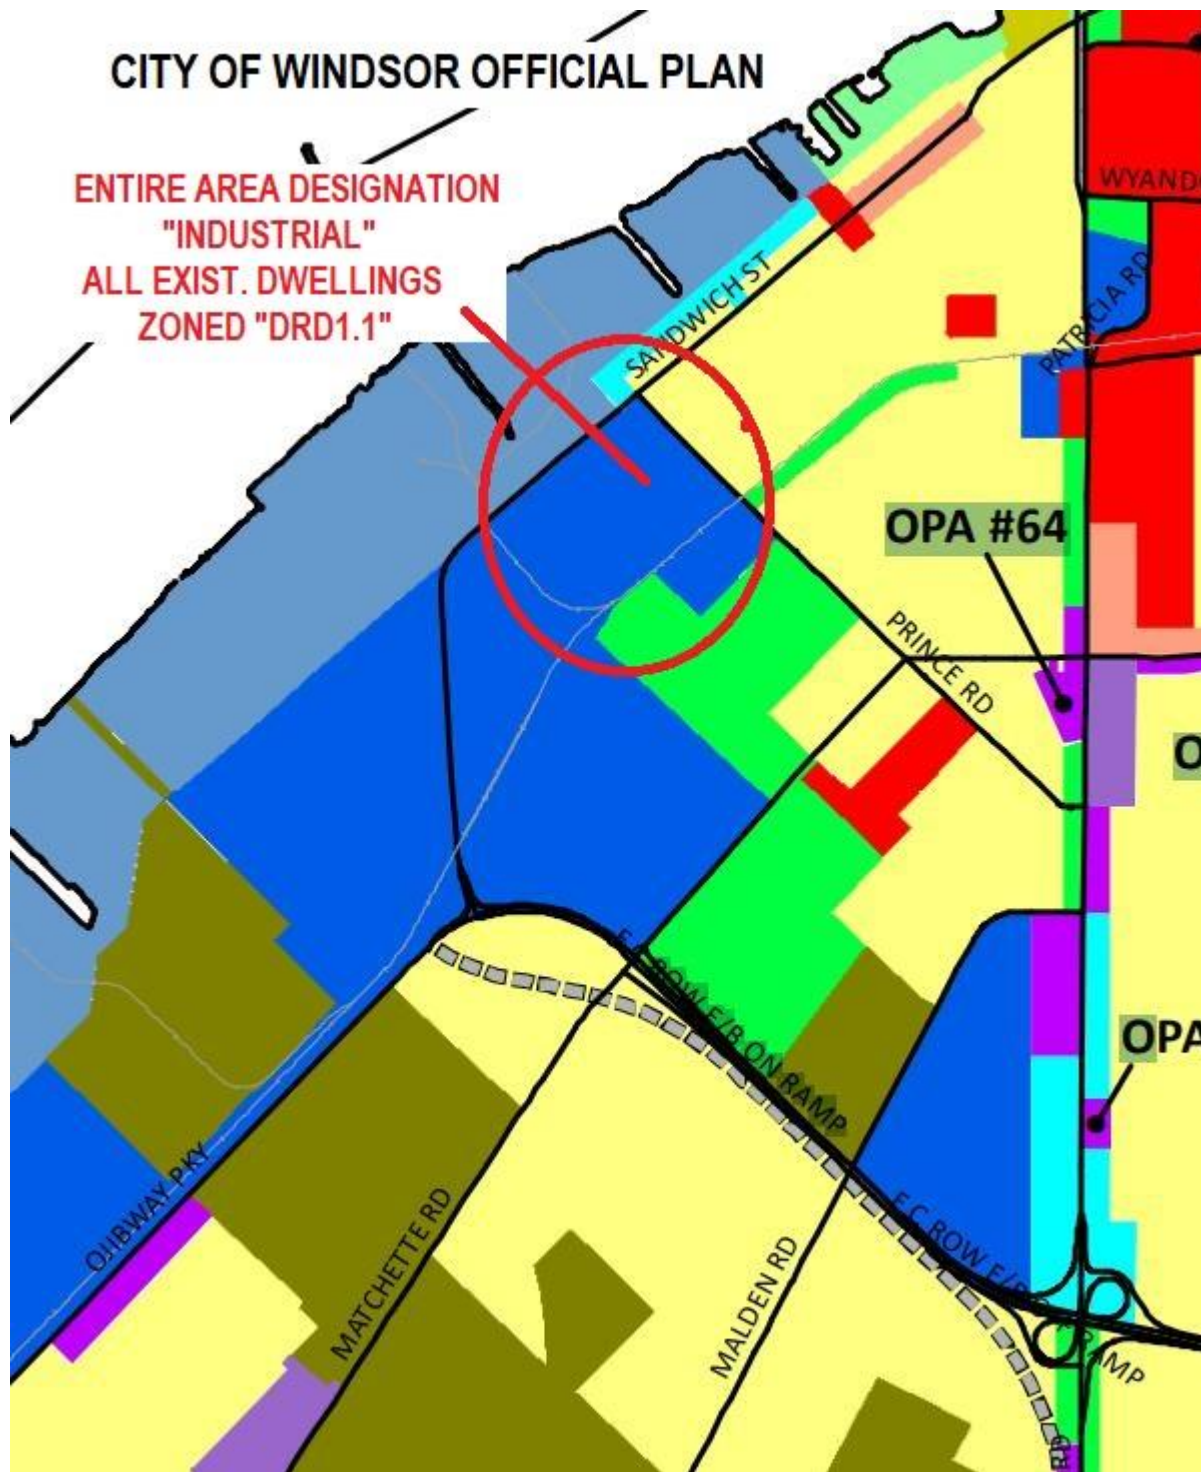 CITY OF WINDSOR OFFICIAL PLAN
ENTIRE AREA DESIGNATION
"INDUSTRIAL"
ALL EXIST. DWELLINGS
ZONED "DRD1.1"
WYAND
SANDWICH ST
PATRICIA RD
OPA #64
PRINCE RD
O
E C ROW E/B ON RAMP
OPA
OJIBWAY PKY
MATCHETTE RD
MALDEN RD
E C ROW E/B
RAMP
RD